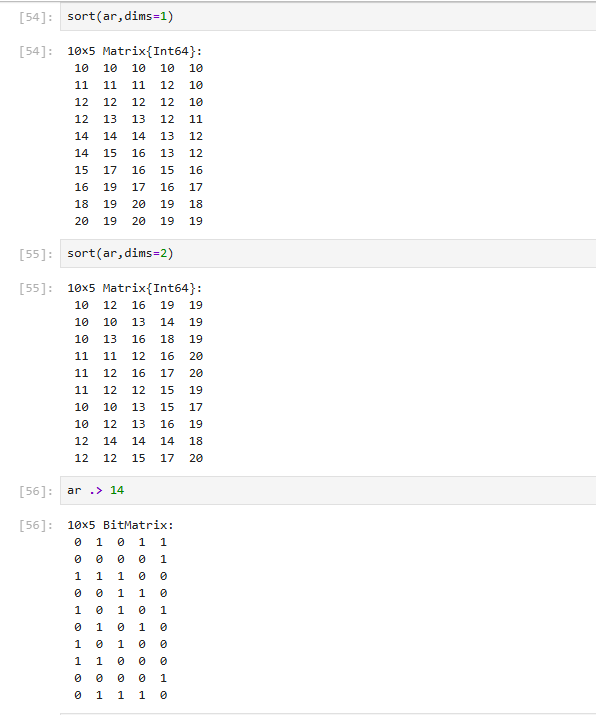 [54]: sort(ar,dims=1)
[54]: 10×5 Matrix{Int64}:
10 10 10 10 10
11 11 11 12 10
12 12 12 12 10
12 13 13 12 11
14 14 14 13 12
14 15 16 13 12
15 17 16 15 16
16 19 17 16 17
18 19 20 19 18
20 19 20 19 19
[55]: sort(ar,dims=2)
[55]: 10×5 Matrix{Int64}:
10 12 16 19 19
10 10 13 14 19
10 13 16 18 19
11 11 12 16 20
11 12 16 17 20
11 12 12 15 19
10 10 13 15 17
10 12 13 16 19
12 14 14 14 18
12 12 15 17 20
[56]: ar .> 14
[56]: 10×5 BitMatrix:
0 1 0 1 1
0 0 0 0 1
1 1 1 0 0
0 0 1 1 0
1 0 1 0 1
0 1 0 1 0
1 0 1 0 0
1 1 0 0 0
0 0 0 0 1
0 1 1 1 0